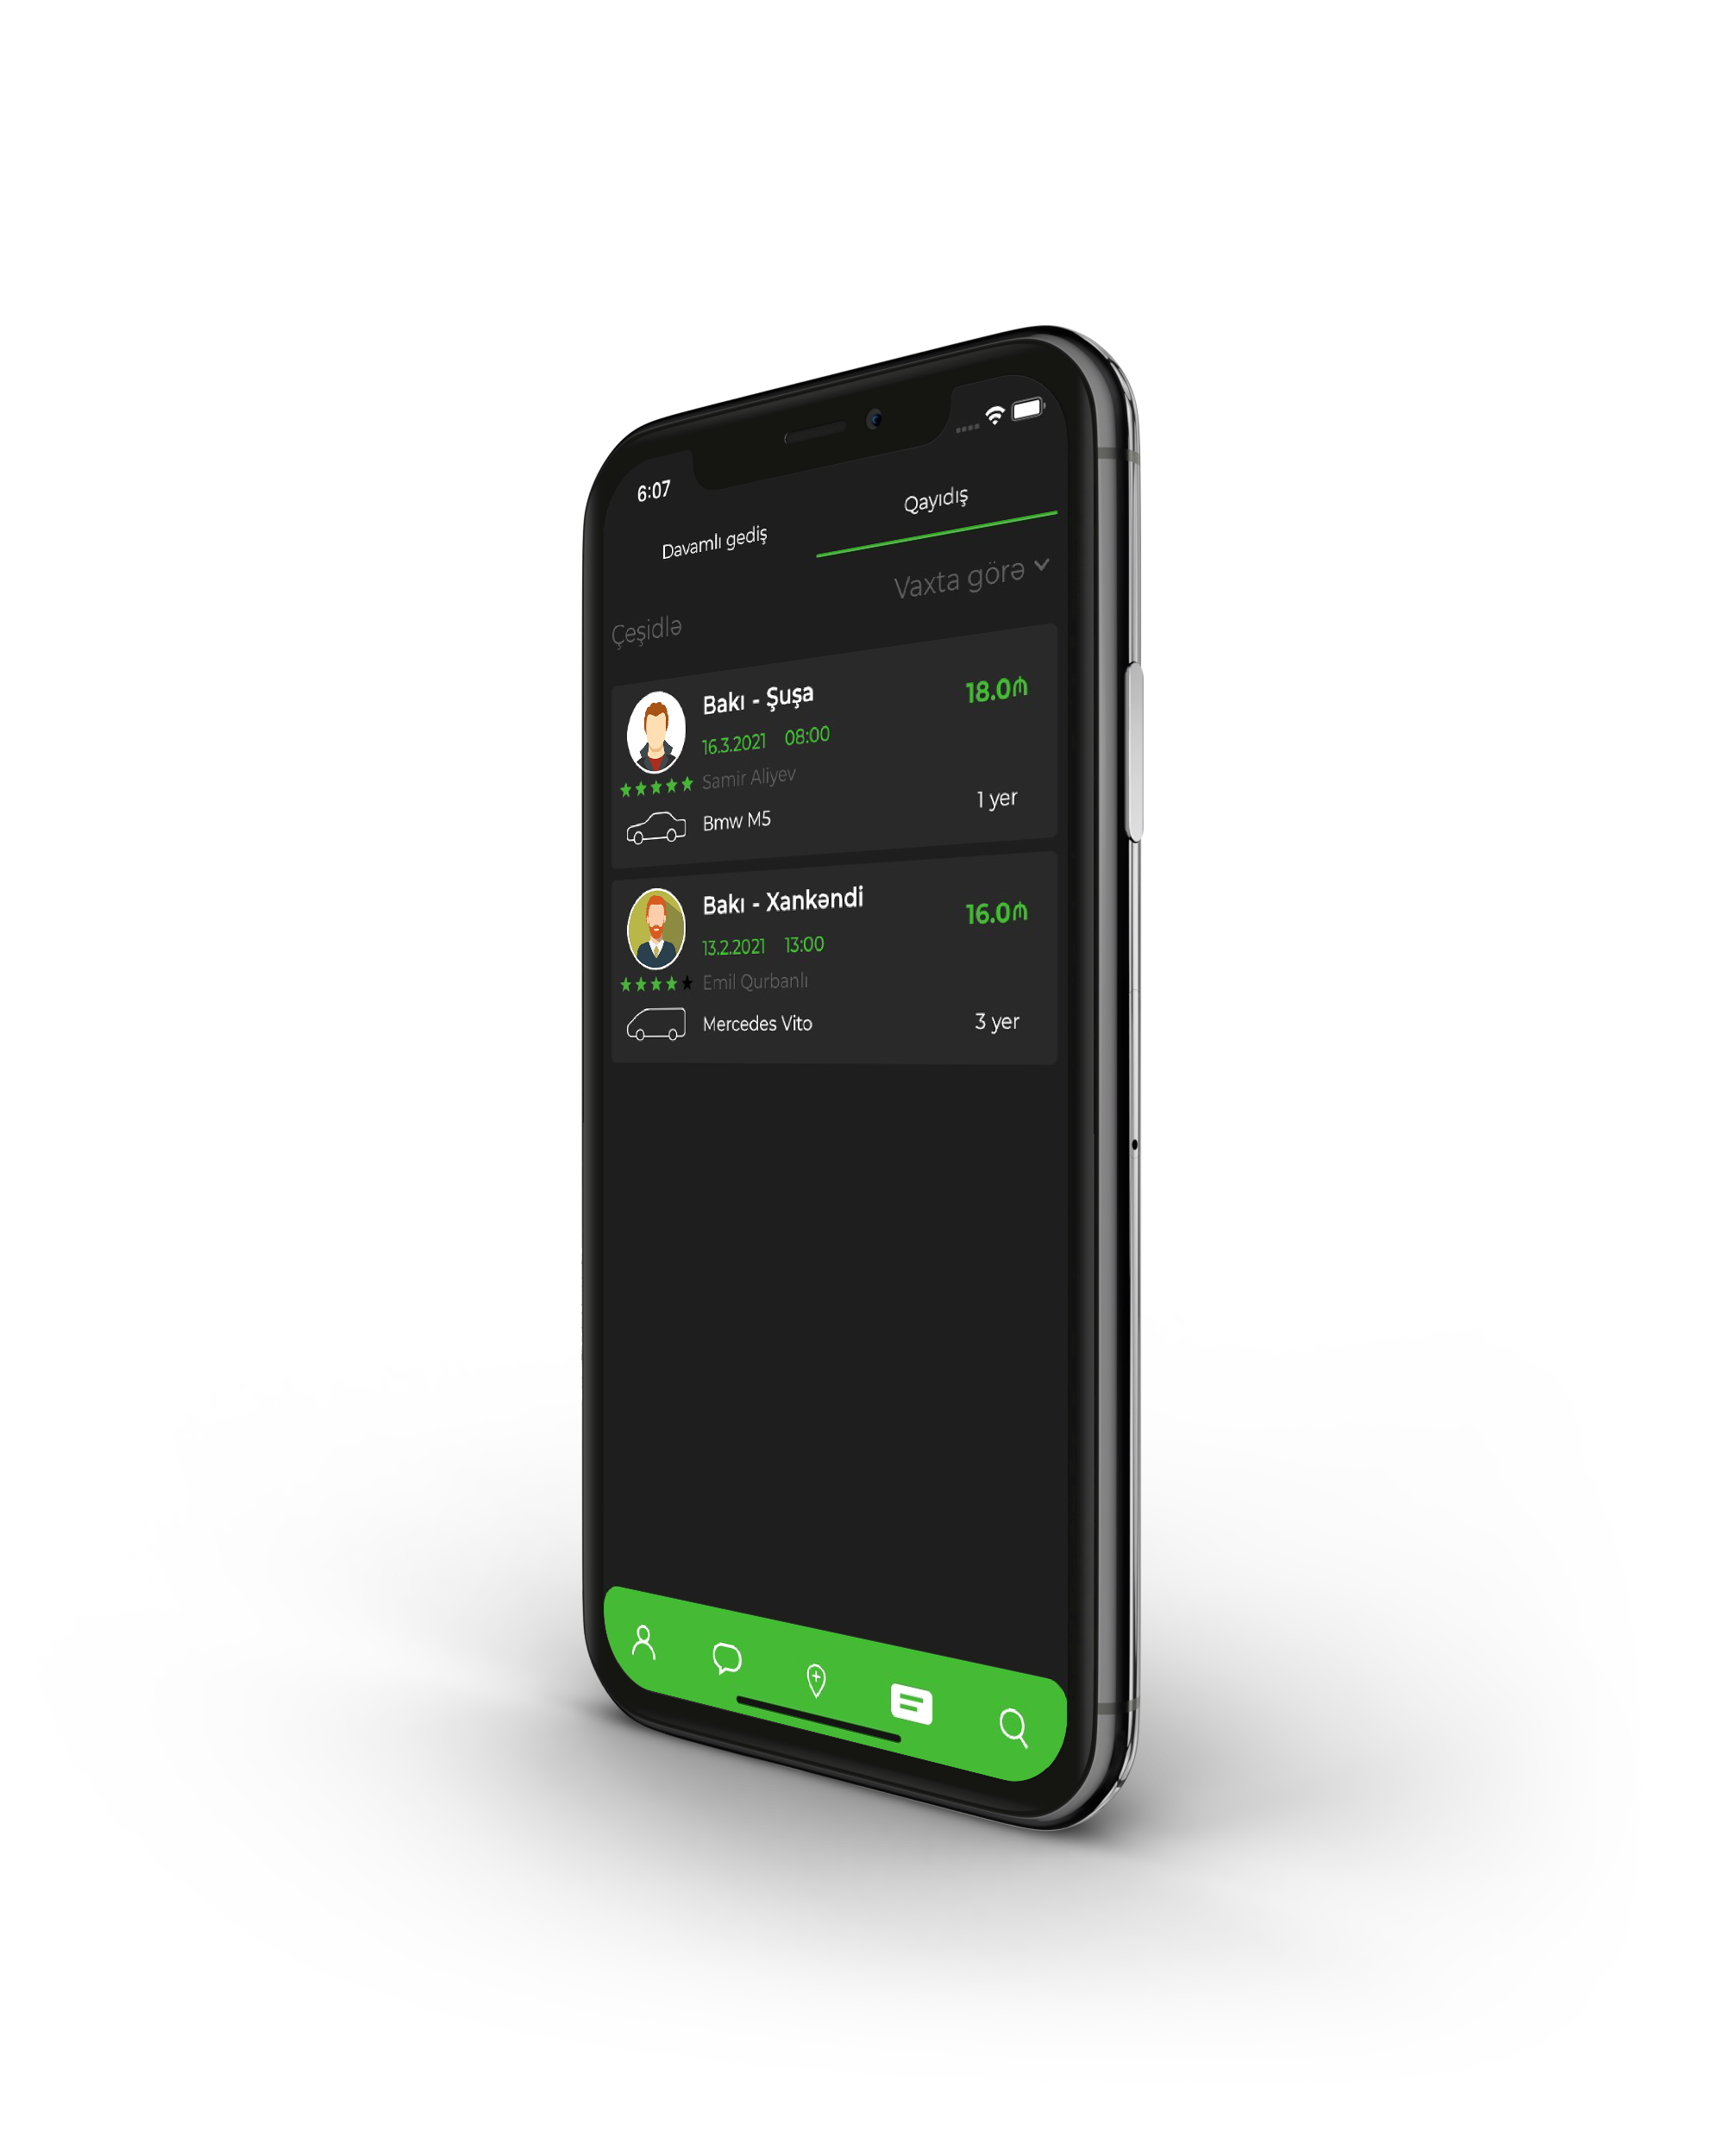 6:07
Davamlı gediş
Qayıdış
Çeşidlə
Vaxta görə
Bakı - Şuşa
18.0₼
16.3.2021 08:00
Samir Aliyev
Bmw M5
1 yer
Bakı - Xankəndi
16.0₼
13.2.2021 13:00
Emil Qurbanlı
Mercedes Vito
3 yer